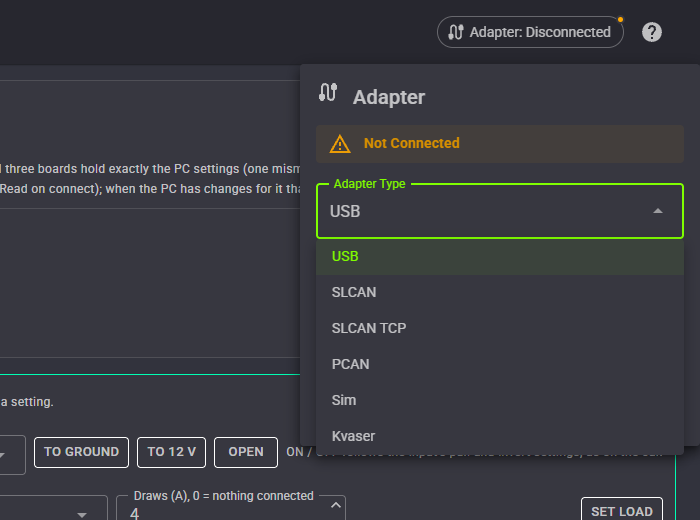 Adapter: Disconnected
Adapter
Not Connected
three boards hold exactly the PC settings (one
Read on connect); when the PC has changes for it
Adapter Type
USB
USB
SLCAN
SLCAN TCP
PCAN
Sim
Kvaser
a setting.
TO GROUND
TO 12 V
OPEN
ON /
Draws (A), 0 = nothing connected
4
SET LOAD